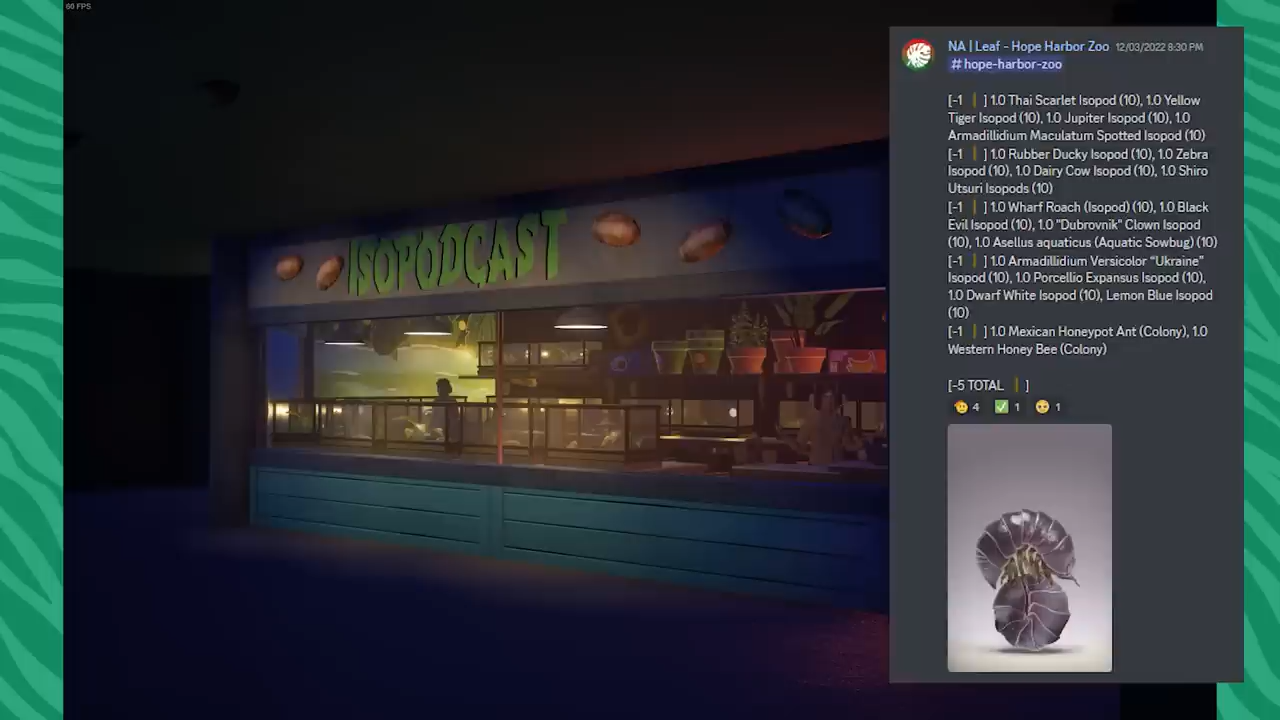 60 FPS
ISOPODCAST
NA | Leaf - Hope Harbor Zoo 12/03/2022 8:30 PM
#hope-harbor-zoo
[-1 ] 1.0 Thai Scarlet Isopod (10), 1.0 Yellow
Tiger Isopod (10), 1.0 Jupiter Isopod (10), 1.0
Armadillidium Maculatum Spotted Isopod (10)
[-1 ] 1.0 Rubber Ducky Isopod (10), 1.0 Zebra
Isopod (10), 1.0 Dairy Cow Isopod (10), 1.0 Shiro
Utsuri Isopods (10)
[-1 ] 1.0 Wharf Roach (Isopod) (10), 1.0 Black
Evil Isopod (10), 1.0 "Dubrovnik" Clown Isopod
(10), 1.0 Asellus aquaticus (Aquatic Sowbug) (10)
[-1 ] 1.0 Armadillidium Versicolor “Ukraine”
Isopod (10), 1.0 Porcellio Expansus Isopod (10),
1.0 Dwarf White Isopod (10), Lemon Blue Isopod
(10)
[-1 ] 1.0 Mexican Honeypot Ant (Colony), 1.0
Western Honey Bee (Colony)
[-5 TOTAL ]
4 1 1